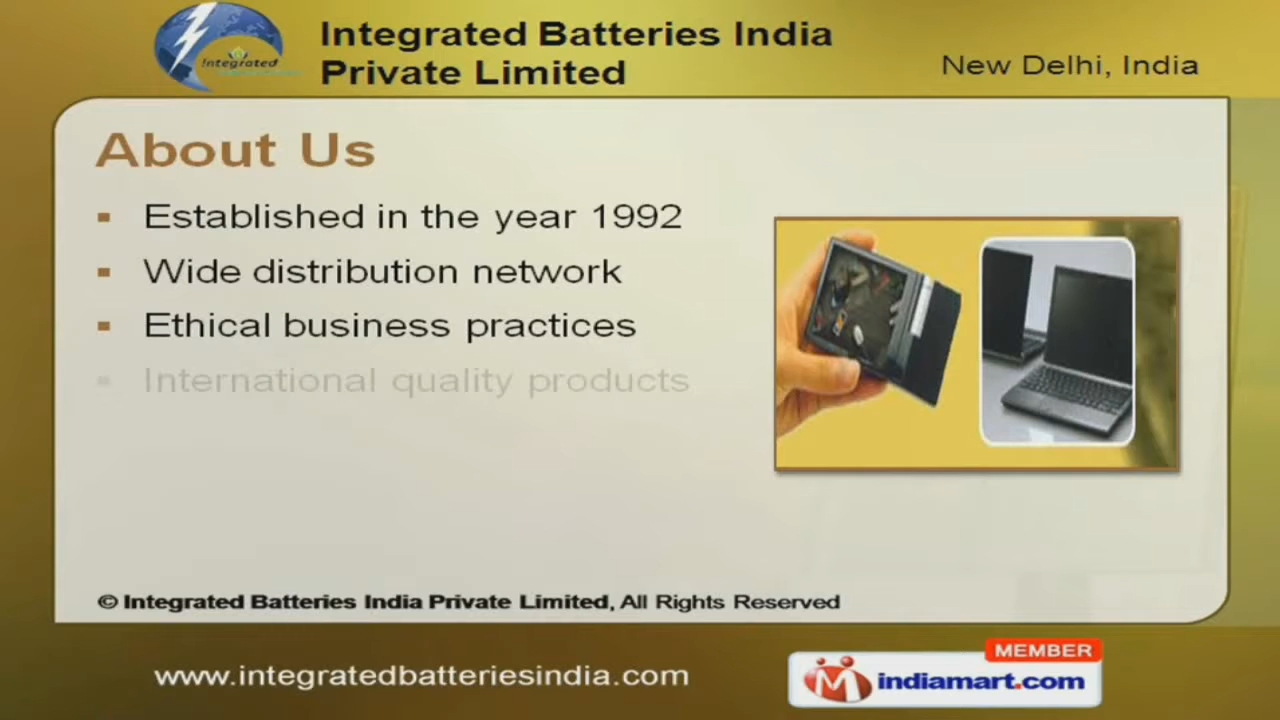 Integrated
Integrated Batteries India
Private Limited
New Delhi, India
About Us
▪ Established in the year 1992
▪ Wide distribution network
▪ Ethical business practices
▪ International quality products
© Integrated Batteries India Private Limited, All Rights Reserved
www.integratedbatteriesindia.com
MEMBER
indiamart.com